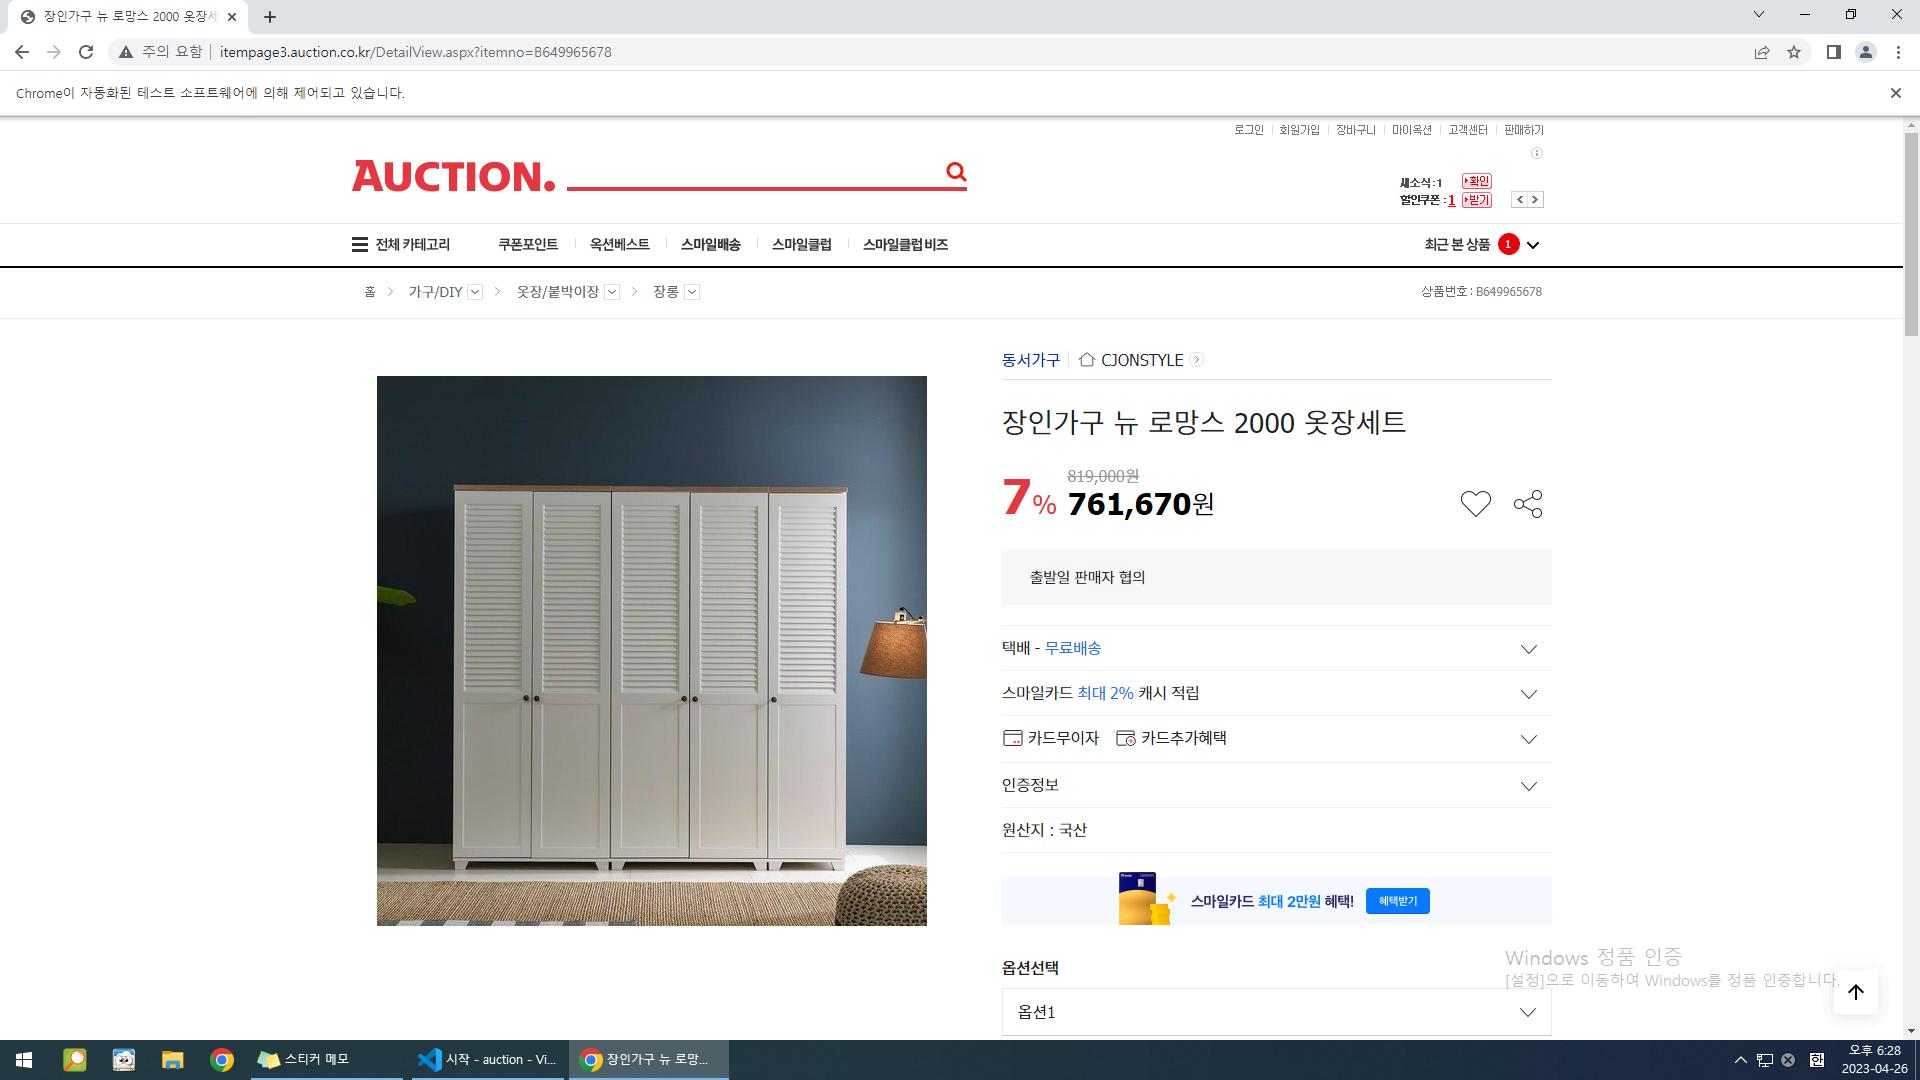 장인가구 뉴 로망스 2000 옷장세
주의 요함
itempage3.auction.co.kr/DetailView.aspx?itemno=B649965678
Chrome이 자동화된 테스트 소프트웨어에 의해 제어되고 있습니다.
로그인 회원가입 장바구니 마이옥션 고객센터 판매하기
AUCTION.
새소식:1 확인
할인쿠폰:1 받기
전체 카테고리 쿠폰포인트 옥션베스트 스마일배송 스마일클럽 스마일클럽 비즈 최근 본 상품 1
홈 가구/DIY 옷장/붙박이장 장롱 상품번호 : B649965678
동서가구 CJONSTYLE
장인가구 뉴 로망스 2000 옷장세트
819,000원
7% 761,670원
출발일 판매자 협의
택배 - 무료배송
스마일카드 최대 2% 캐시 적립
카드무이자 카드추가혜택
인증정보
원산지 : 국산
스마일카드 최대 2만원 혜택! 혜택받기
옵션선택
Windows 정품 인증
[설정]으로 이동하여 Windows를 정품 인증합니다.
옵션1
스티커 메모
시작 - auction - Vi...
장인가구 뉴 로망...
한
오후 6:28
2023-04-26